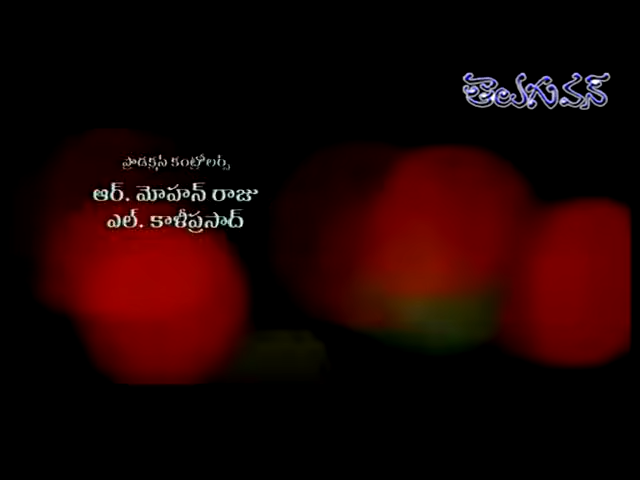 తెలుగువన్
ప్రొడక్షన్ కంట్రోలర్స్
ఆర్. మోహన్ రాజు
ఎల్. కాళీప్రసాద్